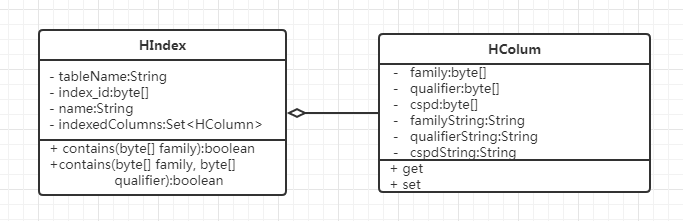 HIndex
- tableName:String
- index_id:byte[]
- name:String
- indexedColumns:Set<HColumn>
+ contains(byte[] family):boolean
+contains(byte[] family, byte[]
qualifier):boolean
HColum
- family:byte[]
- qualifier:byte[]
- cspd:byte[]
- familyString:String
- qualifierString:String
- cspdString:String
+ get
+ set